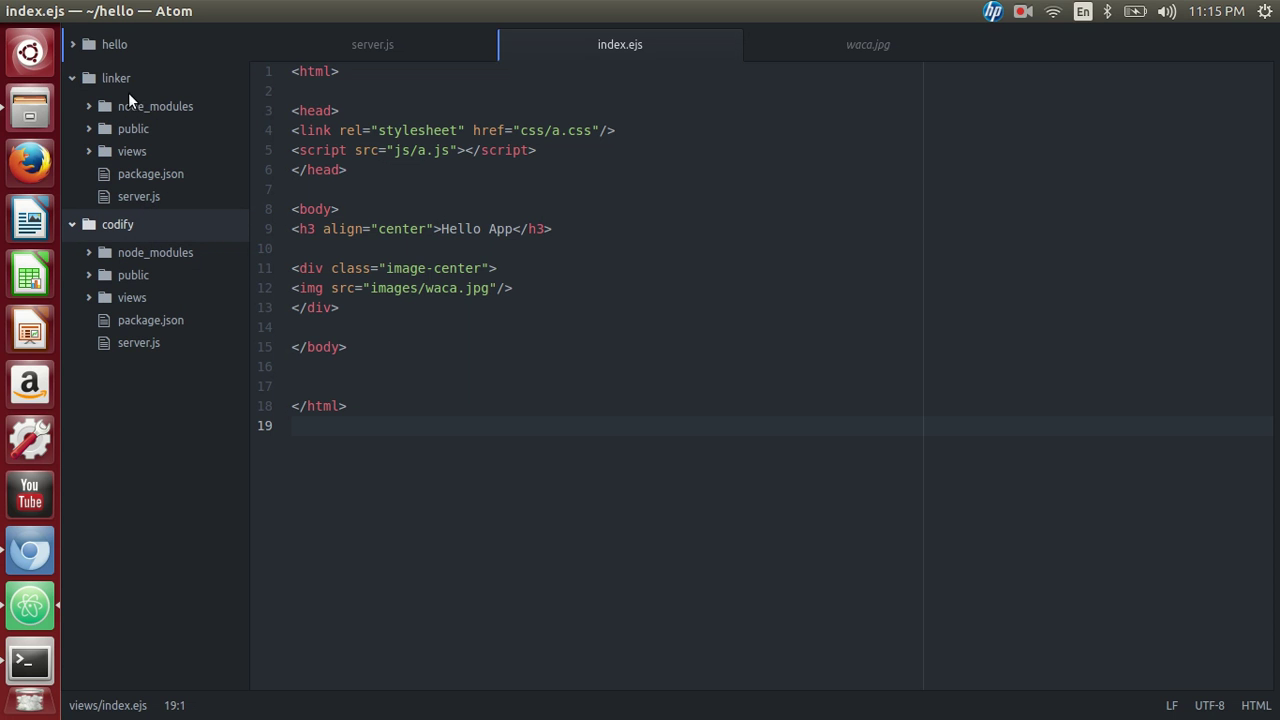 index.ejs — ~/hello — Atom
hp
En
11:15 PM
hello
linker
node_modules
public
views
package.json
server.js
codify
node_modules
public
views
package.json
server.js
server.js
index.ejs
waca.jpg
1 <html>
2
3 <head>
4 <link rel="stylesheet" href="css/a.css"/>
5 <script src="js/a.js"></script>
6 </head>
7
8 <body>
9 <h3 align="center">Hello App</h3>
10
11 <div class="image-center">
12 <img src="images/waca.jpg"/>
13 </div>
14
15 </body>
16
17
18 </html>
19
a
You
Tube
>_
views/index.ejs 19:1
LF UTF-8 HTML